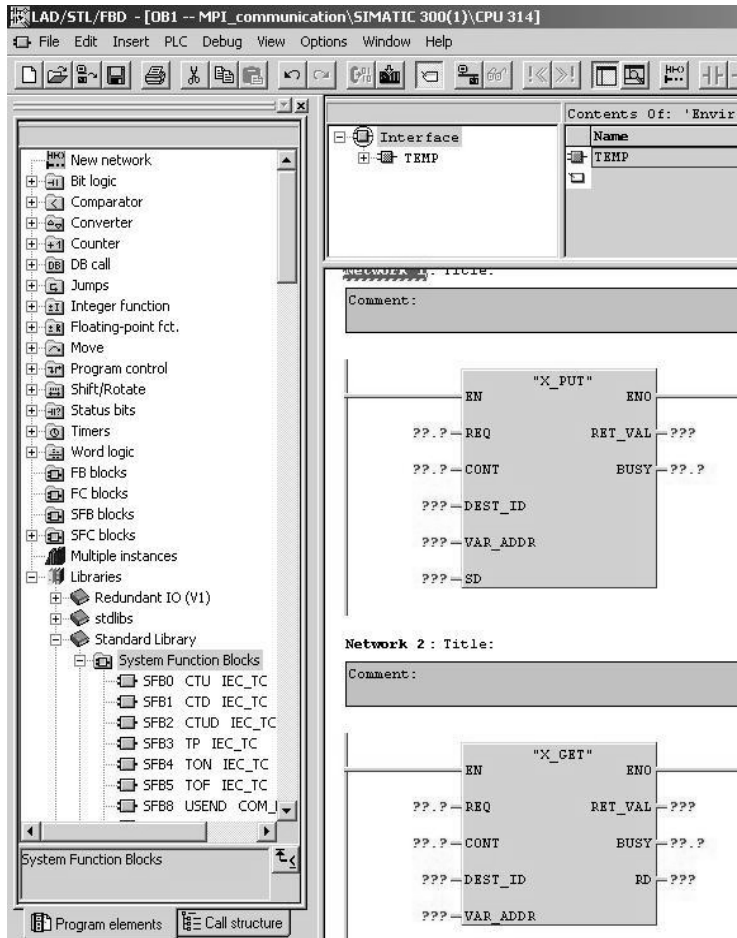 LAD/STL/FBD - [OB1 -- MPI_communication\SIMATIC 300(1)\CPU 314]
File Edit Insert PLC Debug View Options Window Help
New network
Bit logic
Comparator
Converter
Counter
DB call
Jumps
Integer function
Floating-point fct.
Move
Program control
Shift/Rotate
Status bits
Timers
Word logic
FB blocks
FC blocks
SFB blocks
SFC blocks
Multiple instances
Libraries
Redundant IO (V1)
stdlibs
Standard Library
System Function Blocks
SFB0 CTU IEC_TC
SFB1 CTD IEC_TC
SFB2 CTUD IEC_TC
SFB3 TP IEC_TC
SFB4 TON IEC_TC
SFB5 TOF IEC_TC
SFB8 USEND COM_
System Function Blocks
Program elements Call structure
Contents Of: 'Envir
Interface
TEMP
Name
TEMP
Network 1: Title:
Comment:
"X_PUT"
EN ENO
??.? REQ RET_VAL ???
??.? CONT BUSY ??.?
??? DEST_ID
??? VAR_ADDR
??? SD
Network 2 : Title:
Comment:
"X_GET"
EN ENO
??.? REQ RET_VAL ???
??.? CONT BUSY ??.?
??? DEST_ID RD ???
??? VAR_ADDR